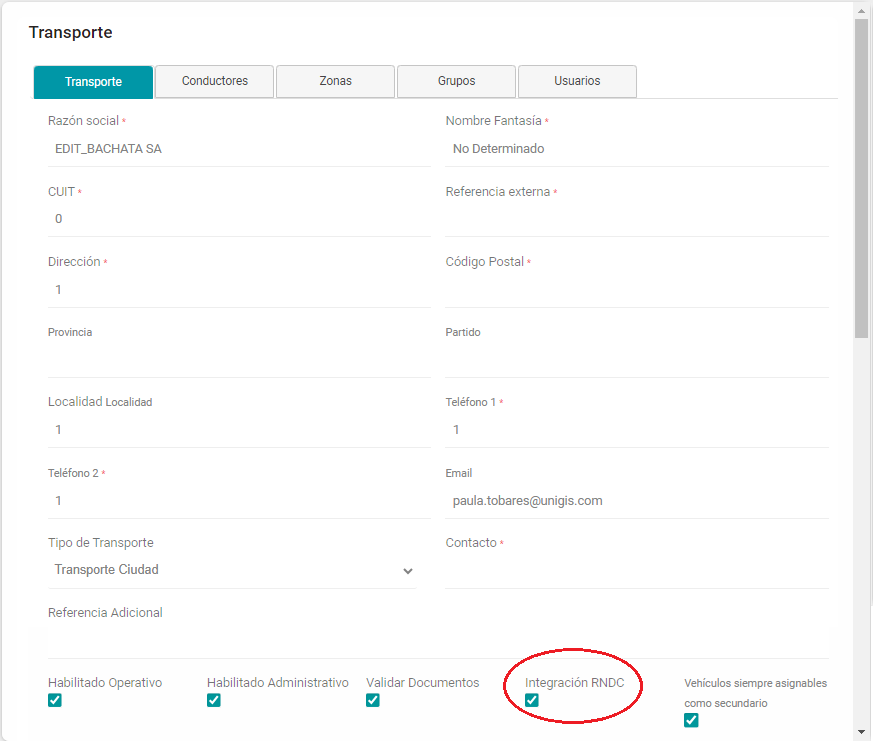 Transporte
Transporte Conductores Zonas Grupos Usuarios
Razón social * Nombre Fantasía *
EDIT_BACHATA SA No Determinado
CUIT * Referencia externa *
0
Dirección * Código Postal *
1
Provincia Partido
Localidad Localidad Teléfono 1 *
1 1
Teléfono 2 * Email
1 paula.tobares@unigis.com
Tipo de Transporte Contacto *
Transporte Ciudad
Referencia Adicional
Habilitado Operativo Habilitado Administrativo Validar Documentos Integración RNDC Vehículos siempre asignables
como secundario